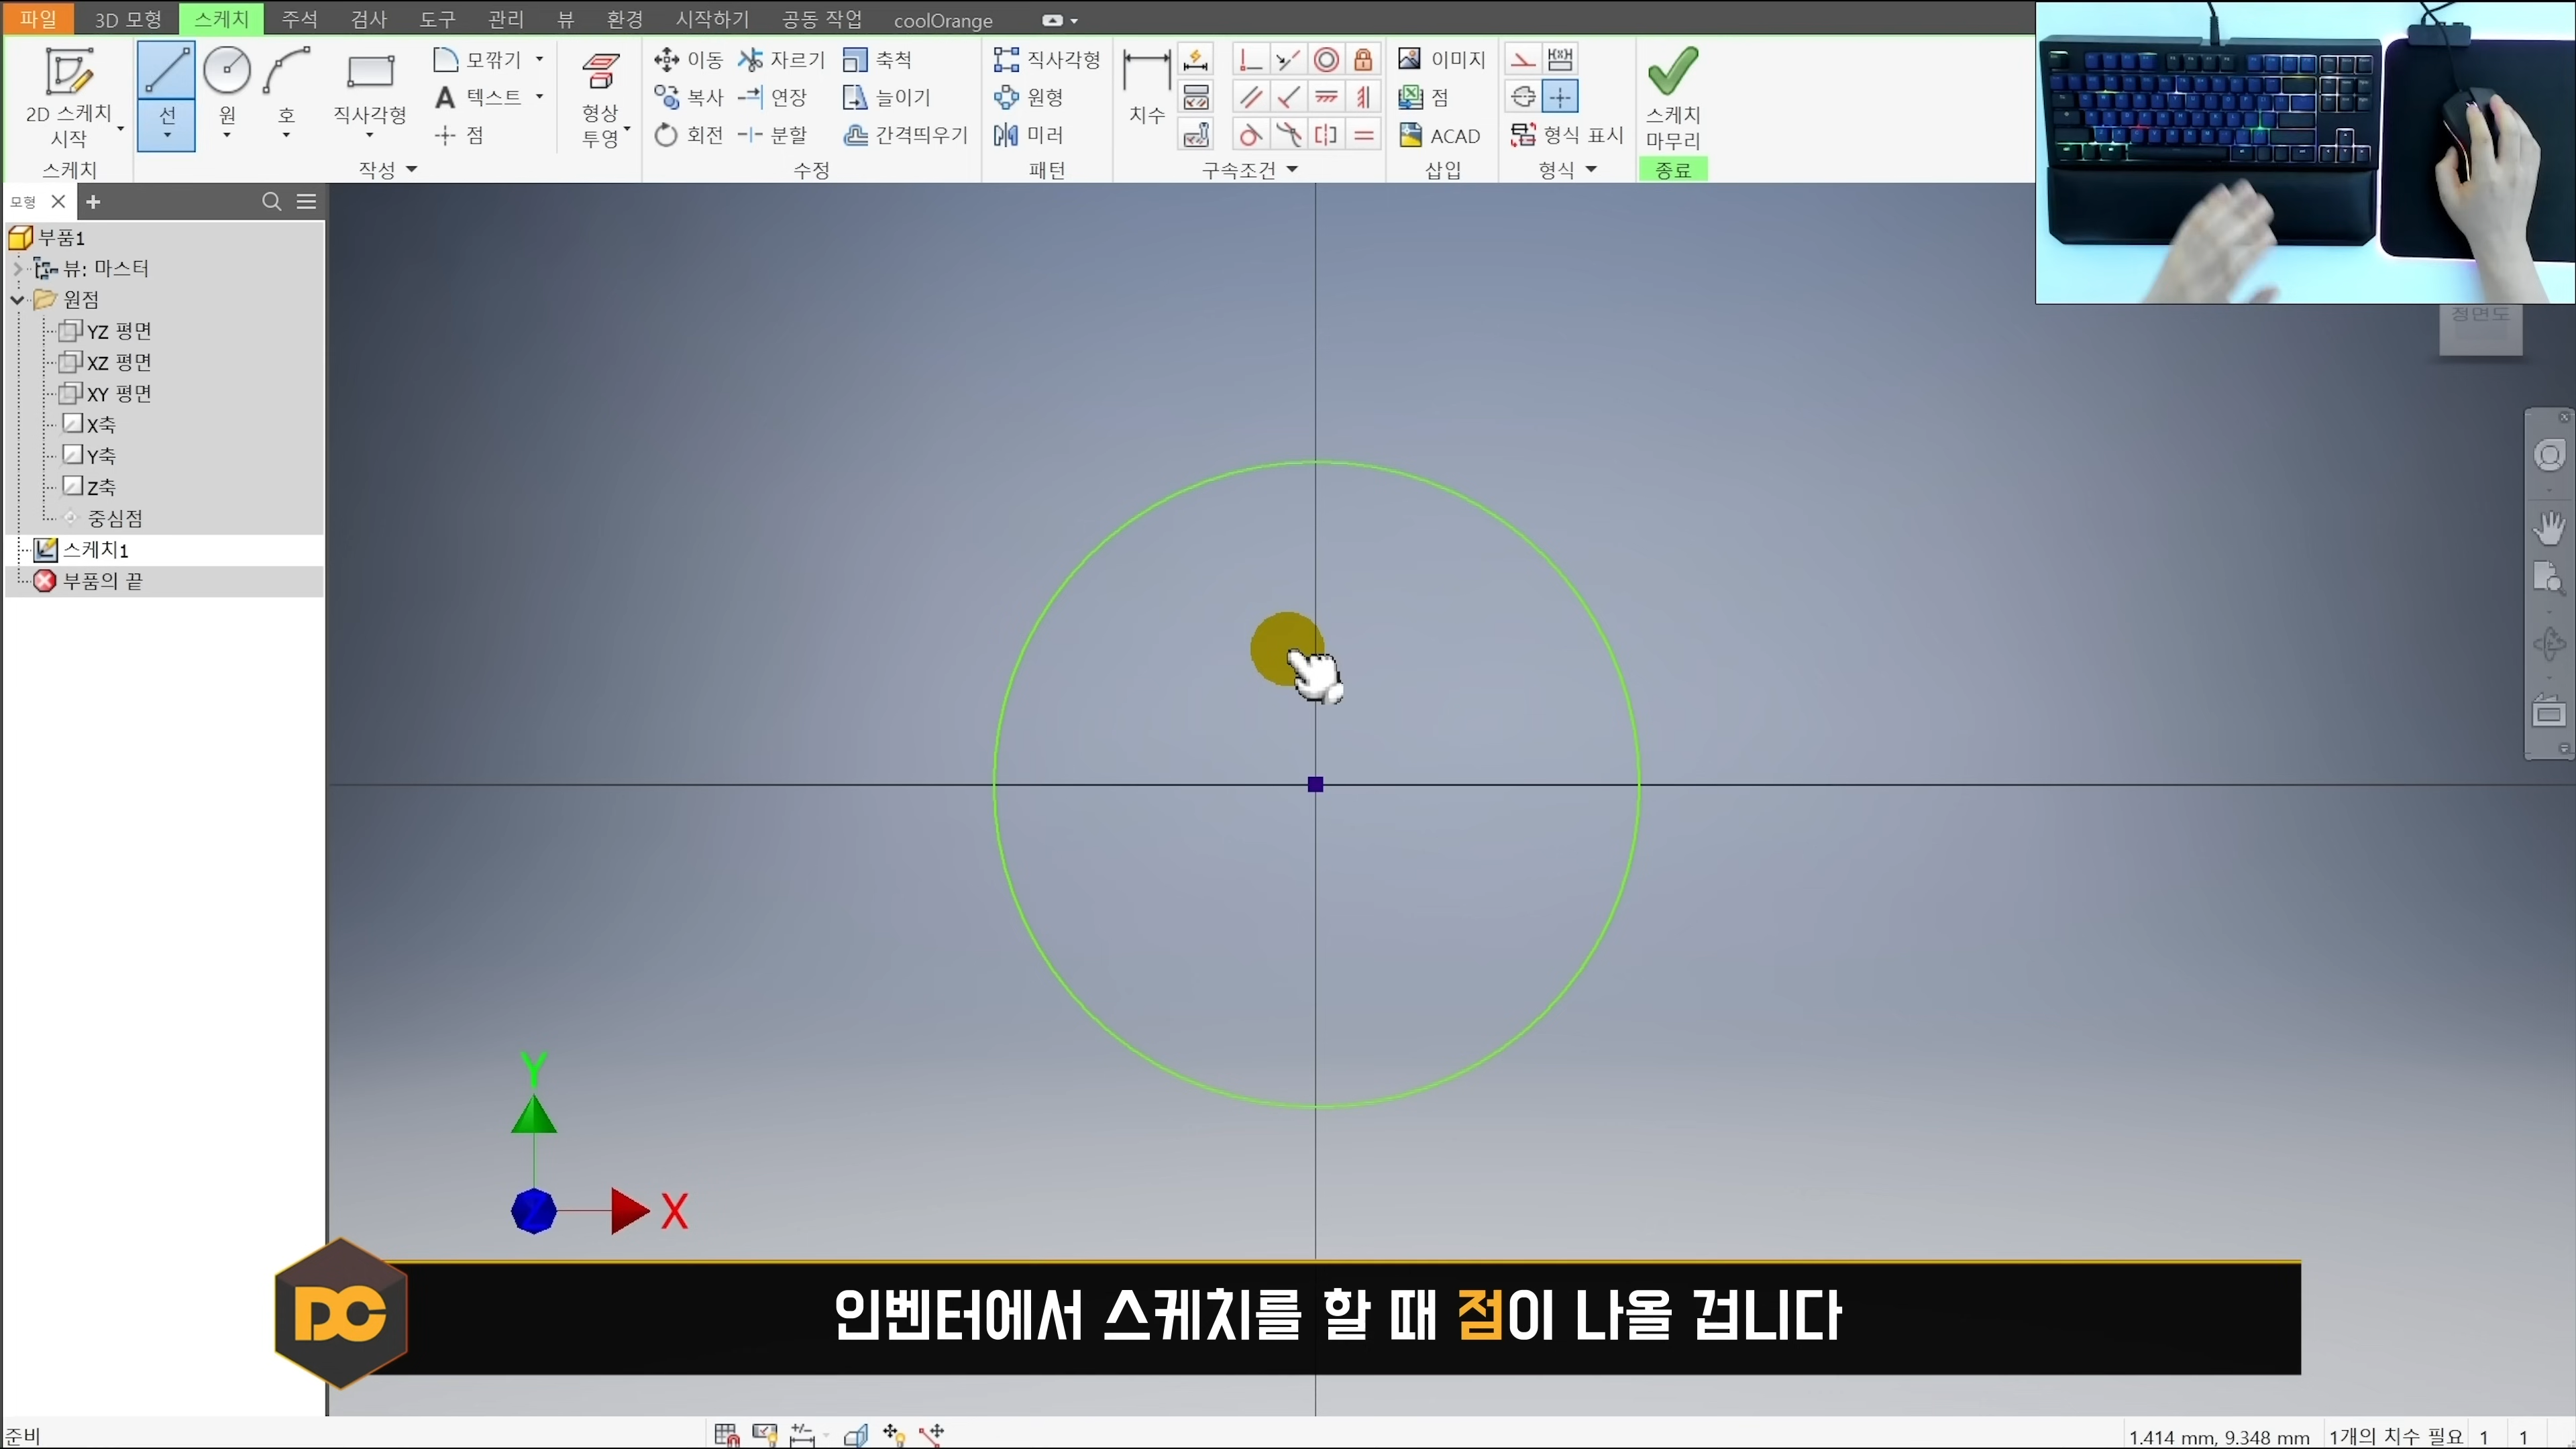 파일 3D 모형 스케치 주석 검사 도구 관리 뷰 환경 시작하기 공동 작업 coolOrange
2D 스케치
시작
선 원 호 직사각형
모깎기
텍스트
점
형상
투영
이동 자르기 축척
복사 연장 늘이기
회전 분할 간격띄우기
직사각형
원형
미러
치수
이미지
점
ACAD
형식 표시
스케치
마무리
스케치 작성 수정 패턴 구속조건 삽입 형식 종료
모형
부품1
뷰: 마스터
원점
YZ 평면
XZ 평면
XY 평면
X축
Y축
Z축
중심점
스케치1
부품의 끝
정면도
Y
Z
X
DC
인벤터에서 스케치를 할 때 점이 나올 겁니다
준비
1.414 mm, 9.348 mm 1개의 치수 필요 1 1